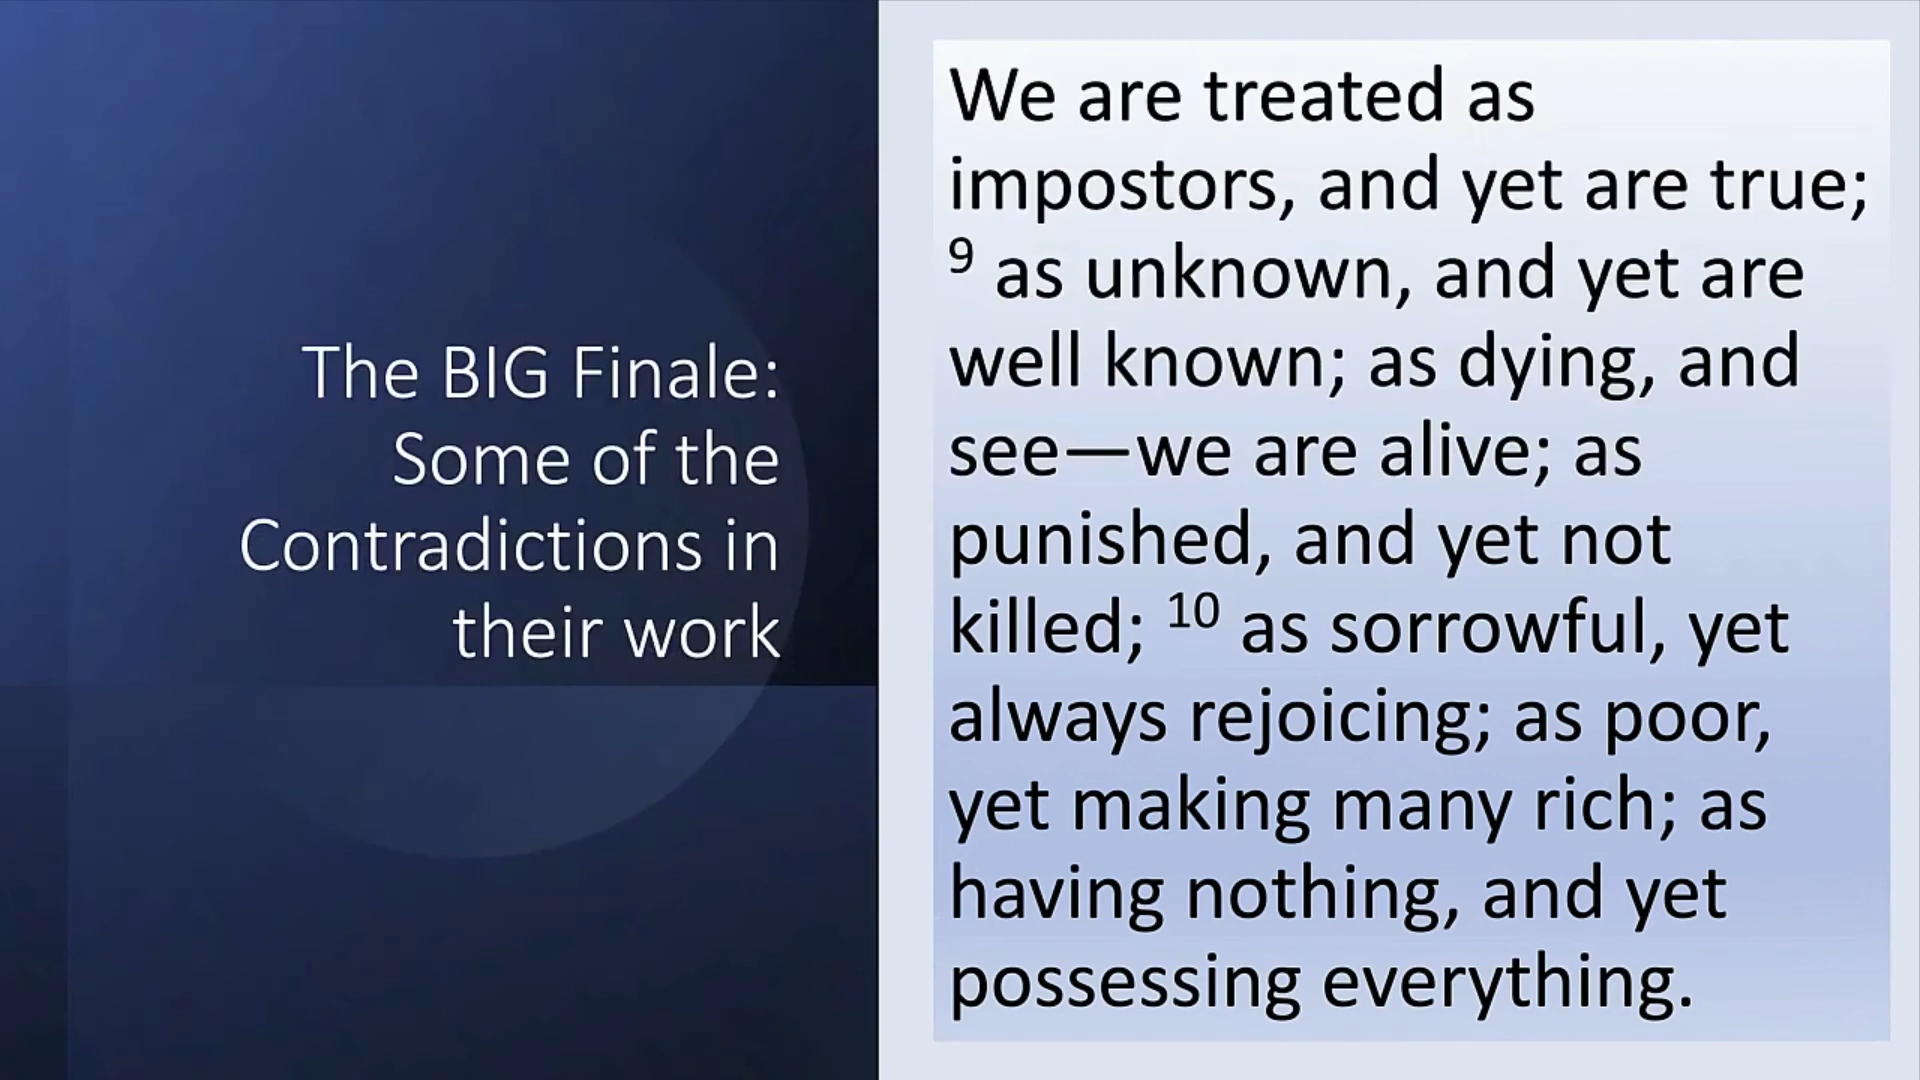 The BIG Finale:
Some of the
Contradictions in
their work
We are treated as
impostors, and yet are true;
⁹ as unknown, and yet are
well known; as dying, and
see—we are alive; as
punished, and yet not
killed; ¹⁰ as sorrowful, yet
always rejoicing; as poor,
yet making many rich; as
having nothing, and yet
possessing everything.